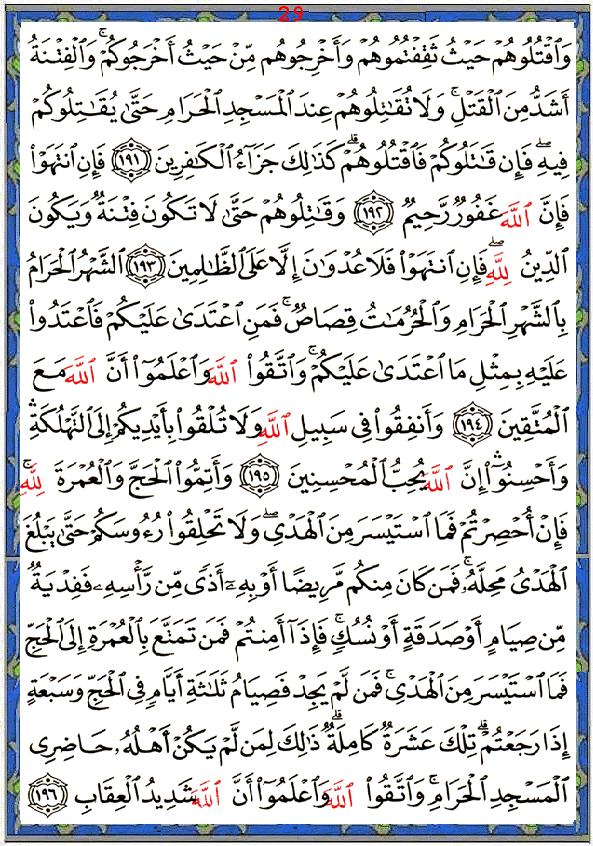 29
وَٱقۡتُلُوهُمۡ حَيۡثُ ثَقِفۡتُمُوهُمۡ وَأَخۡرِجُوهُم مِّنۡ حَيۡثُ أَخۡرَجُوكُمۡۚ وَٱلۡفِتۡنَةُ
أَشَدُّ مِنَ ٱلۡقَتۡلِۚ وَلَا تُقَٰتِلُوهُمۡ عِندَ ٱلۡمَسۡجِدِ ٱلۡحَرَامِ حَتَّىٰ يُقَٰتِلُوكُمۡ
فِيهِۖ فَإِن قَٰتَلُوكُمۡ فَٱقۡتُلُوهُمۡۗ كَذَٰلِكَ جَزَآءُ ٱلۡكَٰفِرِينَ ١٩١ فَإِنِ ٱنتَهَوۡاْ
فَإِنَّ ٱللَّهَ غَفُورٞ رَّحِيمٞ ١٩٢ وَقَٰتِلُوهُمۡ حَتَّىٰ لَا تَكُونَ فِتۡنَةٞ وَيَكُونَ
ٱلدِّينُ لِلَّهِۖ فَإِنِ ٱنتَهَوۡاْ فَلَا عُدۡوَٰنَ إِلَّا عَلَى ٱلظَّٰلِمِينَ ١٩٣ ٱلشَّهۡرُ ٱلۡحَرَامُ
بِٱلشَّهۡرِ ٱلۡحَرَامِ وَٱلۡحُرُمَٰتُ قِصَاصٞۚ فَمَنِ ٱعۡتَدَىٰ عَلَيۡكُمۡ فَٱعۡتَدُواْ
عَلَيۡهِ بِمِثۡلِ مَا ٱعۡتَدَىٰ عَلَيۡكُمۡۚ وَٱتَّقُواْ ٱللَّهَ وَٱعۡلَمُوٓاْ أَنَّ ٱللَّهَ مَعَ
ٱلۡمُتَّقِينَ ١٩٤ وَأَنفِقُواْ فِي سَبِيلِ ٱللَّهِ وَلَا تُلۡقُواْ بِأَيۡدِيكُمۡ إِلَى ٱلتَّهۡلُكَةِۛ
وَأَحۡسِنُوٓاْۛ إِنَّ ٱللَّهَ يُحِبُّ ٱلۡمُحۡسِنِينَ ١٩٥ وَأَتِمُّواْ ٱلۡحَجَّ وَٱلۡعُمۡرَةَ لِلَّهِۚ
فَإِنۡ أُحۡصِرۡتُمۡ فَمَا ٱسۡتَيۡسَرَ مِنَ ٱلۡهَدۡيِۖ وَلَا تَحۡلِقُواْ رُءُوسَكُمۡ حَتَّىٰ يَبۡلُغَ
ٱلۡهَدۡيُ مَحِلَّهُۥۚ فَمَن كَانَ مِنكُم مَّرِيضًا أَوۡ بِهِۦٓ أَذٗى مِّن رَّأۡسِهِۦ فَفِدۡيَةٞ
مِّن صِيَامٍ أَوۡ صَدَقَةٍ أَوۡ نُسُكٖۚ فَإِذَآ أَمِنتُمۡ فَمَن تَمَتَّعَ بِٱلۡعُمۡرَةِ إِلَى ٱلۡحَجِّ
فَمَا ٱسۡتَيۡسَرَ مِنَ ٱلۡهَدۡيِۚ فَمَن لَّمۡ يَجِدۡ فَصِيَامُ ثَلَٰثَةِ أَيَّامٖ فِي ٱلۡحَجِّ وَسَبۡعَةٍ
إِذَا رَجَعۡتُمۡۗ تِلۡكَ عَشَرَةٞ كَامِلَةٞۗ ذَٰلِكَ لِمَن لَّمۡ يَكُنۡ أَهۡلُهُۥ حَاضِرِي
ٱلۡمَسۡجِدِ ٱلۡحَرَامِۚ وَٱتَّقُواْ ٱللَّهَ وَٱعۡلَمُوٓاْ أَنَّ ٱللَّهَ شَدِيدُ ٱلۡعِقَابِ ١٩٦